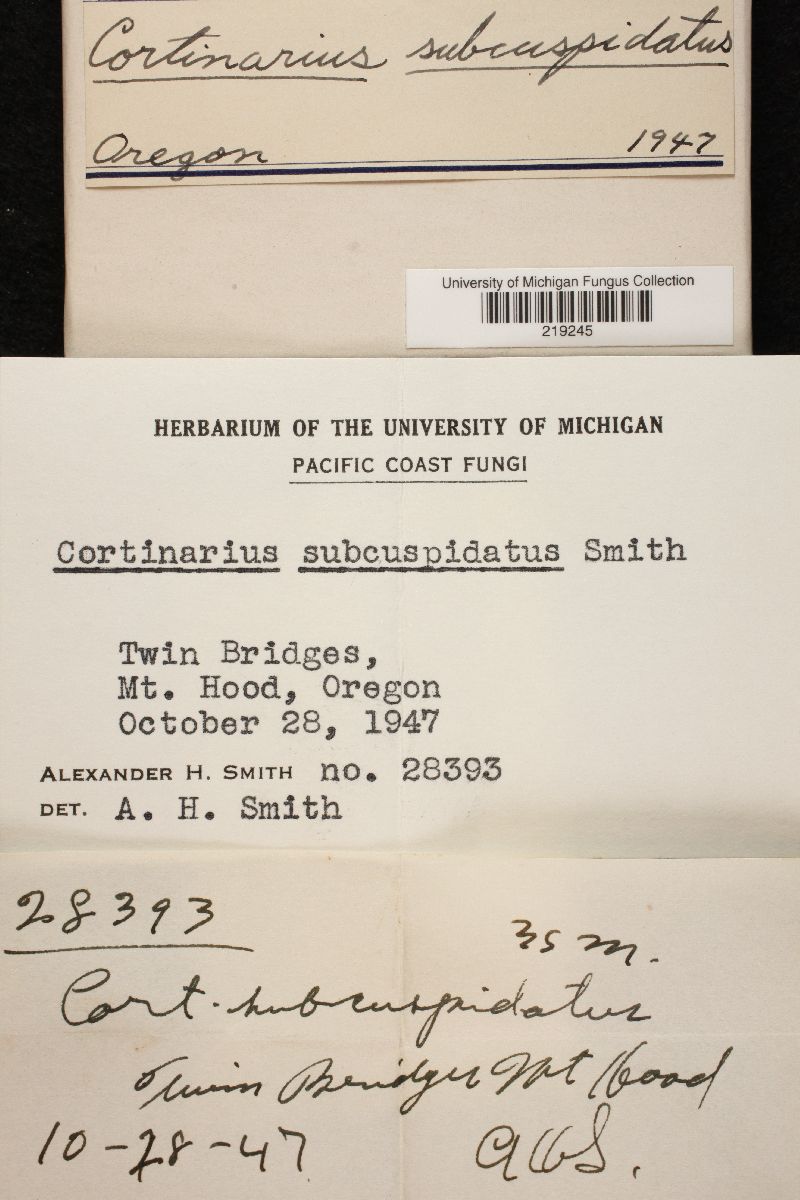 Cortinarius subcuspidatus
Oregon 1947
University of Michigan Fungus Collection
219245
HERBARIUM OF THE UNIVERSITY OF MICHIGAN
PACIFIC COAST FUNGI
Cortinarius subcuspidatus Smith
Twin Bridges,
Mt. Hood, Oregon
October 28, 1947
ALEXANDER H. SMITH no. 28393
DET. A. H. Smith
28393
35 m.
Cort. subcuspidatus
Twin Bridges Mt Hood
10-28-47 AHS.